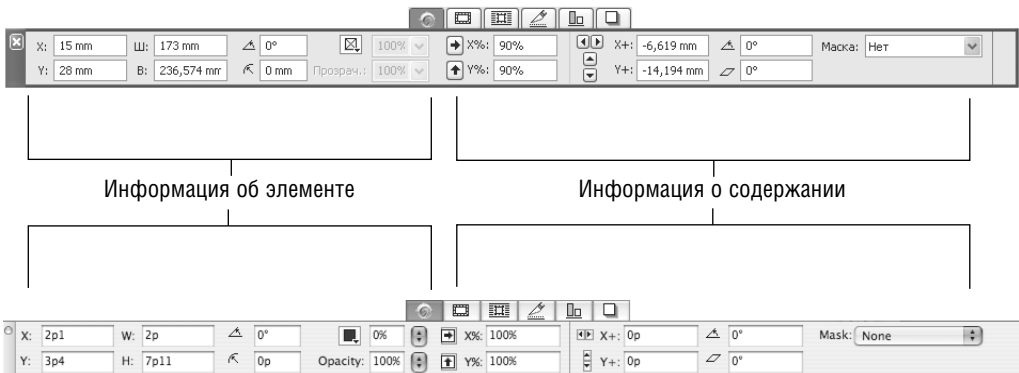 X: 15 mm Ш: 173 mm 0° 100% X%: 90% X+: -6,619 mm 0° Маска: Нет
Y: 28 mm В: 236,574 mm 0 mm Прозрач.: 100% Y%: 90% Y+: -14,194 mm 0°
Информация об элементе Информация о содержании
X: 2p1 W: 2p 0° 0% X%: 100% X+: 0p 0° Mask: None
Y: 3p4 H: 7p11 0p Opacity: 100% Y%: 100% Y+: 0p 0°